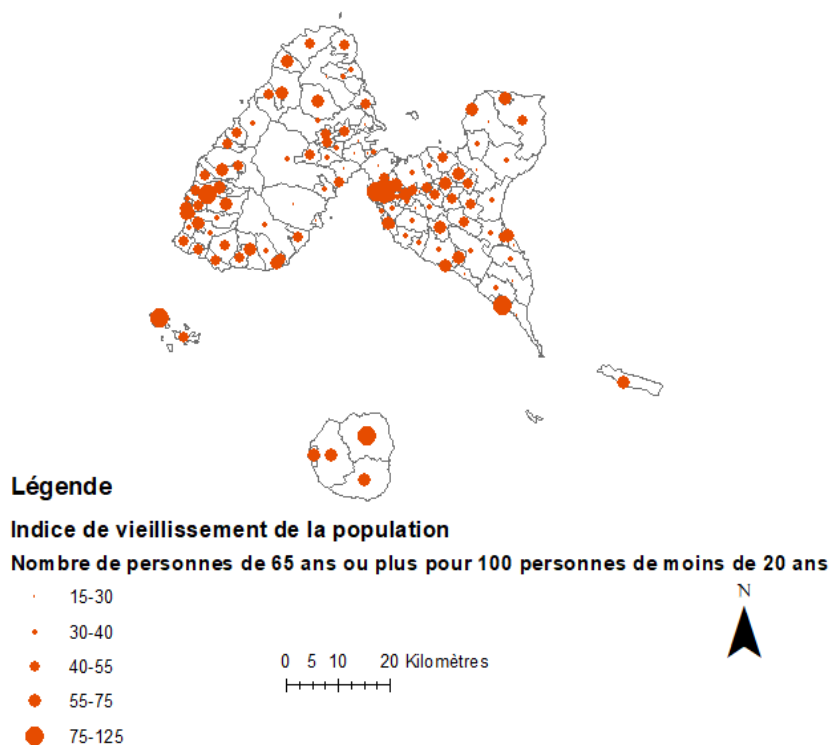 Légende
Indice de vieillissement de la population
Nombre de personnes de 65 ans ou plus pour 100 personnes de moins de 20 ans
15-30
30-40
40-55
55-75
75-125
0 5 10 20 Kilomètres
N